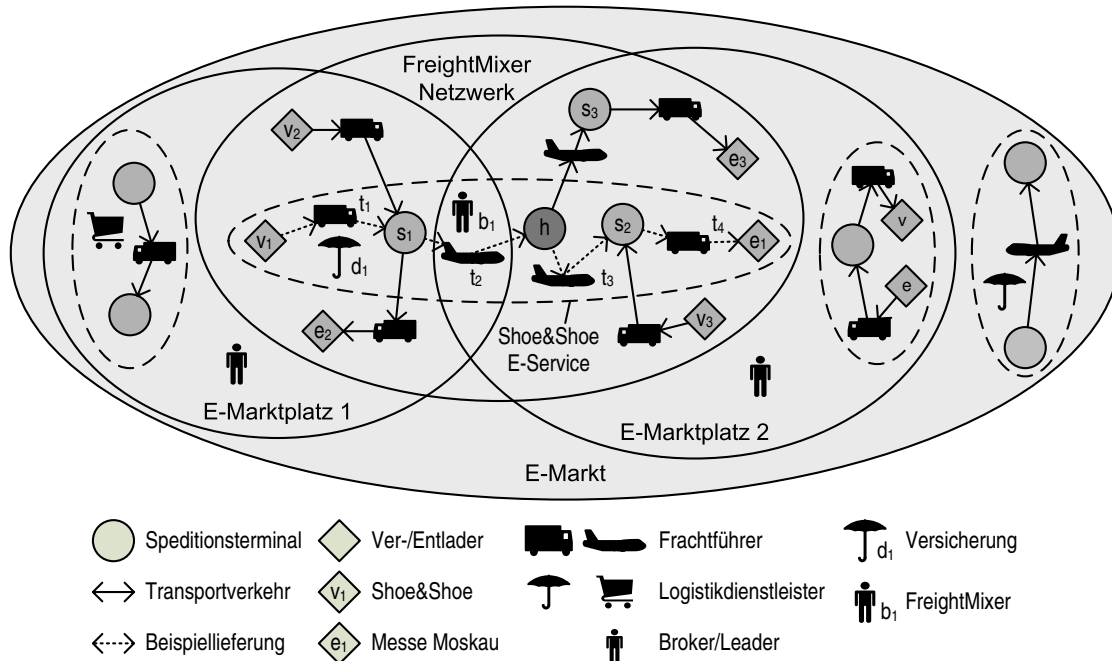 FreightMixer
Netzwerk
v₂
s₃
e₃
t₁
v₁
d₁
s₁
b₁
t₂
h
t₃
s₂
t₄
e₁
v
e
e₂
v₃
Shoe&Shoe
E-Service
E-Marktplatz 1
E-Marktplatz 2
E-Markt
Speditionsterminal
Ver-/Entlader
Frachtführer
d₁ Versicherung
Transportverkehr
v₁ Shoe&Shoe
Logistikdienstleister
b₁ FreightMixer
Beispiellieferung
e₁ Messe Moskau
Broker/Leader